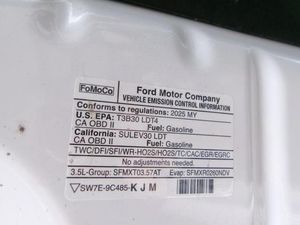 FoMoCo
Ford Motor Company
VEHICLE EMISSION CONTROL INFORMATION
Conforms to regulations: 2025 MY
U.S. EPA: T3B30 LDT4
CA OBD II Fuel: Gasoline
California: SULEV30 LDT
CA OBD II Fuel: Gasoline
TWC/DFI/SFI/WR-HO2S/HO2S/TC/CAC/EGR/EGRC
No adjustments needed.
3.5L-Group: SFMXT03.57AT Evap: SFMXR0260NDV
SW7E-9C485-KJM